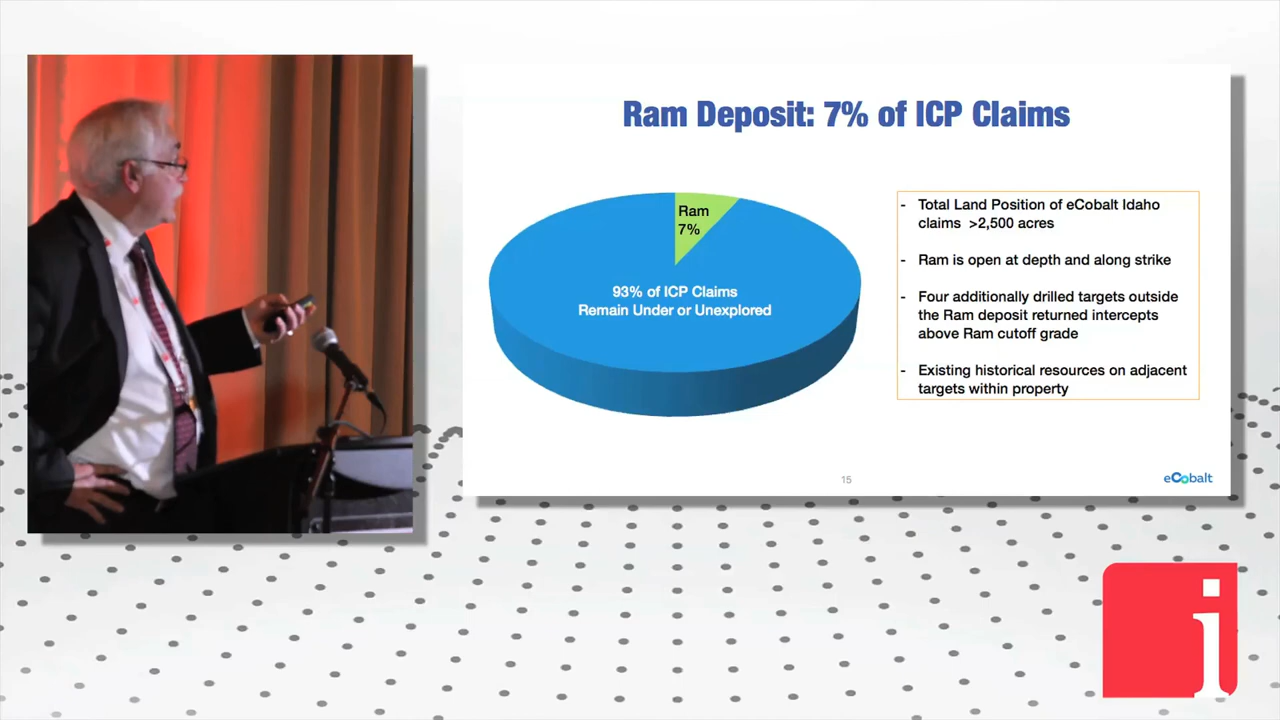 Ram Deposit: 7% of ICP Claims
Ram
7%
93% of ICP Claims
Remain Under or Unexplored
- Total Land Position of eCobalt Idaho
claims >2,500 acres
- Ram is open at depth and along strike
- Four additionally drilled targets outside
the Ram deposit returned intercepts
above Ram cutoff grade
- Existing historical resources on adjacent
targets within property
15
eCobalt
i